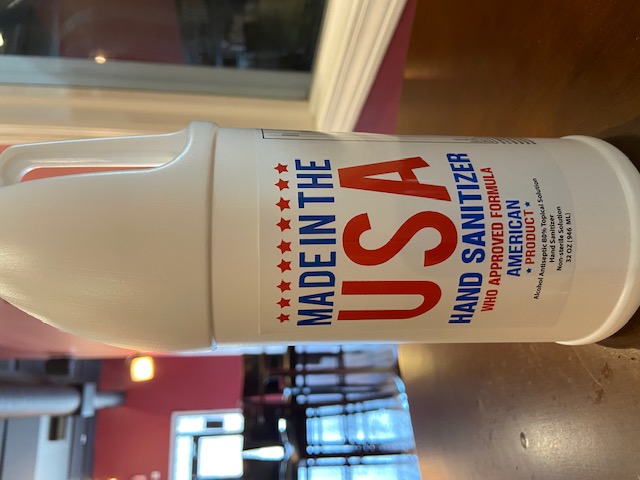 MADE IN THE
USA
HAND SANITIZER
WHO APPROVED FORMULA
AMERICAN
★ PRODUCT ★
Alcohol Antiseptic 80% Topical Solution
Hand Sanitizer
Non-sterile Solution
32 OZ (946 ML)